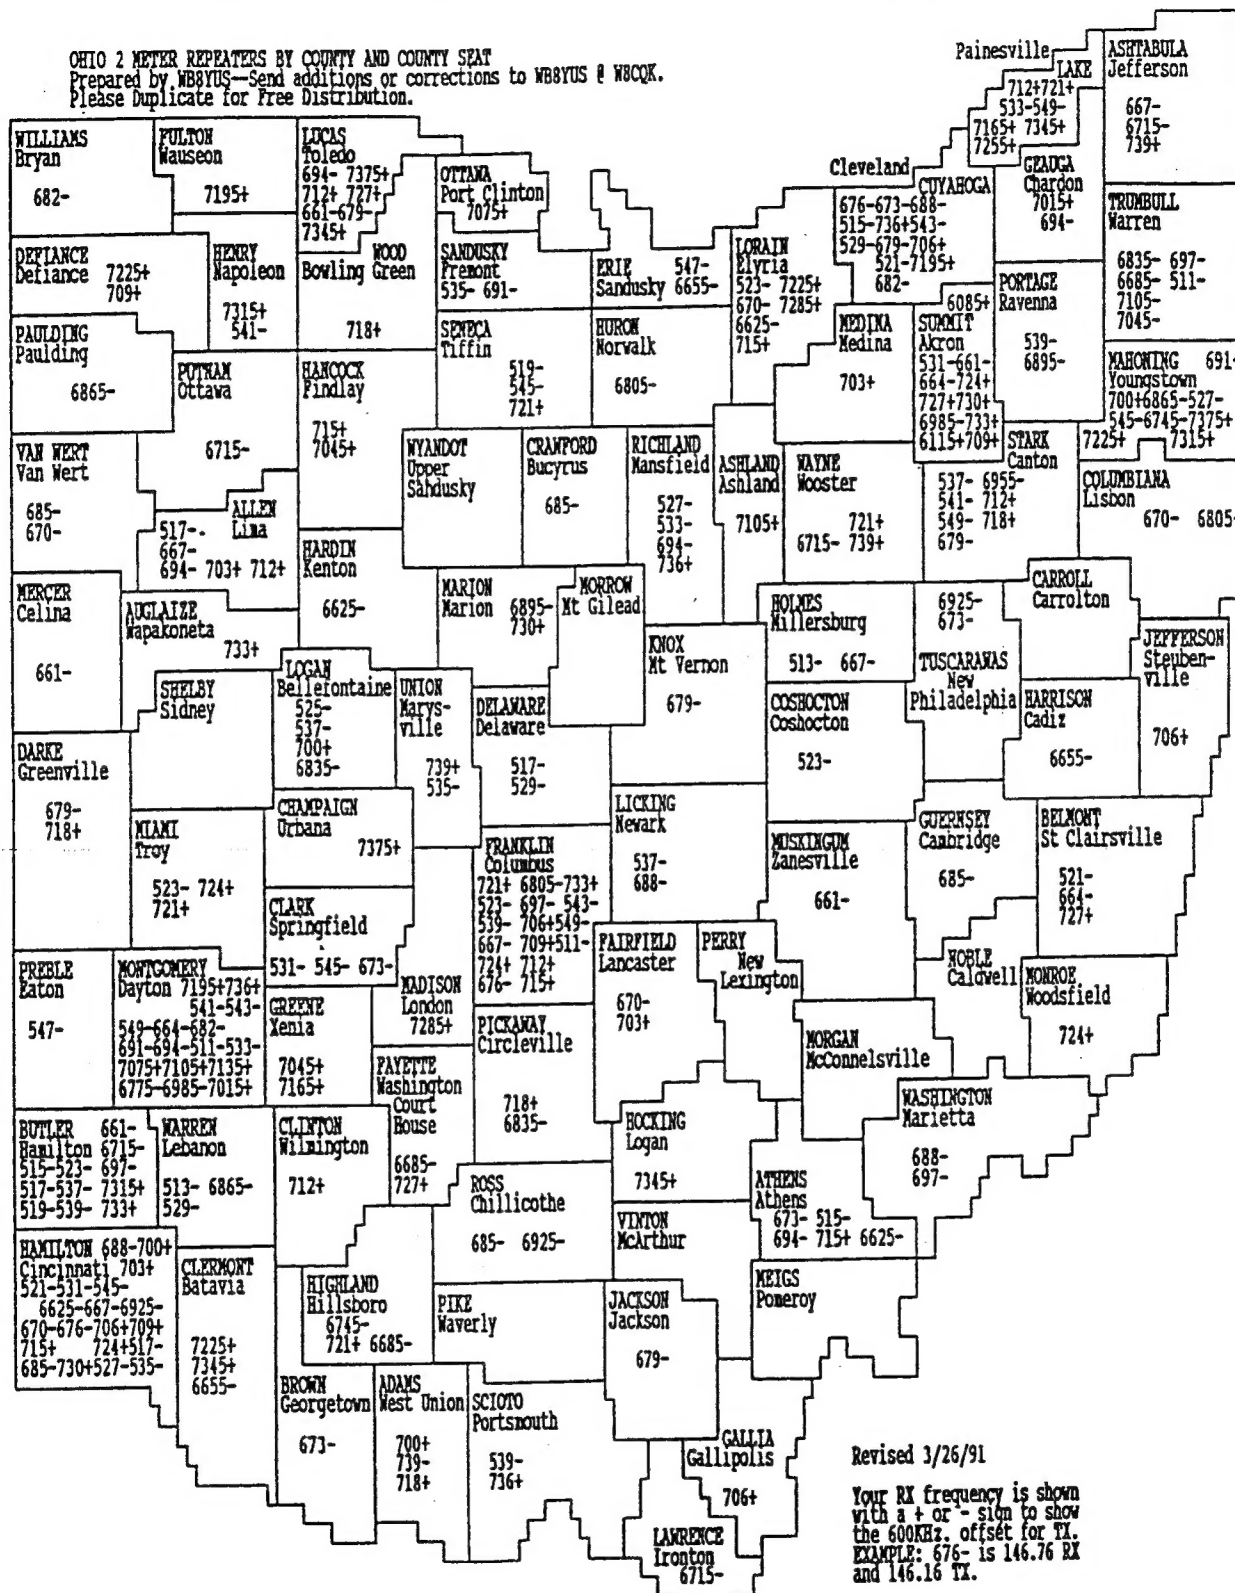 OHIO 2 METER REPEATERS BY COUNTY AND COUNTY SEAT
Prepared by WB8YUS--Send additions or corrections to WB8YUS @ W8CQK.
Please Duplicate for Free Distribution.
WILLIAMS
Bryan
682-
FULTON
Wauseon
7195+
LUCAS
Toledo
694- 7375+
712+ 727+
661-679-
7345+
OTTAWA
Port Clinton
7075+
Cleveland
CUYAHOGA
676-673-688-
515-736+543-
529-679-706+
521-7195+
682-
Painesville
LAKE
712+721+
533-549-
7165+ 7345+
7255+
ASHTABULA
Jefferson
667-
6715-
739+
GEAUGA
Chardon
7015+
694-
TRUMBULL
Warren
6835- 697-
6685- 511-
7105-
7045-
DEFIANCE
Defiance 7225+
709+
HENRY
Napoleon
7315+
541-
WOOD
Bowling Green
718+
SANDUSKY
Fremont
535- 691-
ERIE 547-
Sandusky 6655-
LORAIN
Elyria
523- 7225+
670- 7285+
6625-
715+
MEDINA
Medina
703+
6085+
SUMMIT
Akron
531-661-
664-724+
727+730+
6985-733+
6115+709+
PORTAGE
Ravenna
539-
6895-
MAHONING 691-
Youngstown
700+6865-527-
545-6745-7375+
7225+ 7315+
PAULDING
Paulding
6865-
PUTNAM
Ottawa
6715-
HANCOCK
Findlay
715+
7045+
SENECA
Tiffin
519-
545-
721+
HURON
Norwalk
6805-
VAN WERT
Van Wert
685-
670-
ALLEN
Lima
517-
667-
694- 703+ 712+
WYANDOT
Upper
Sandusky
CRAWFORD
Bucyrus
685-
RICHLAND
Mansfield
527-
533-
694-
736+
ASHLAND
Ashland
7105+
WAYNE
Wooster
721+
6715- 739+
STARK
Canton
537- 6955-
541- 712+
549- 718+
679-
COLUMBIANA
Lisbon
670- 6805-
MERCER
Celina
661-
AUGLAIZE
Wapakoneta
733+
HARDIN
Kenton
6625-
MARION
Marion 6895-
730+
MORROW
Mt Gilead
HOLMES
Millersburg
513- 667-
6925-
673-
TUSCARAWAS
New
Philadelphia
CARROLL
Carrolton
JEFFERSON
Steuben-
ville
706+
SHELBY
Sidney
LOGAN
Bellefontaine
525-
537-
700+
6835-
UNION
Marys-
ville
739+
535-
DELAWARE
Delaware
517-
529-
KNOX
Mt Vernon
679-
COSHOCTON
Coshocton
523-
HARRISON
Cadiz
6655-
DARKE
Greenville
679-
718+
MIAMI
Troy
523- 724+
721+
CHAMPAIGN
Urbana
7375+
LICKING
Newark
537-
688-
MUSKINGUM
Zanesville
661-
GUERNSEY
Cambridge
685-
BELMONT
St Clairsville
521-
664-
727+
FRANKLIN
Columbus
721+ 6805-733+
523- 697- 543-
539- 706+549-
667- 709+511-
724+ 712+
676- 715+
CLARK
Springfield
531- 545- 673-
MADISON
London
7285+
FAIRFIELD
Lancaster
670-
703+
PERRY
New
Lexington
NOBLE
Caldwell
MONROE
Woodsfield
724+
PREBLE
Eaton
547-
MONTGOMERY
Dayton 7195+736+
541-543-
549-664-682-
691-694-511-533-
7075+7105+7135+
6775-6985-7015+
GREENE
Xenia
7045+
7165+
PICKAWAY
Circleville
718+
6835-
MORGAN
McConnelsville
FAYETTE
Washington
Court
House
6685-
727+
WASHINGTON
Marietta
688-
697-
BUTLER 661-
Hamilton 6715-
515-523- 697-
517-537- 7315+
519-539- 733+
WARREN
Lebanon
513- 6865-
529-
CLINTON
Wilmington
712+
HOCKING
Logan
7345+
ROSS
Chillicothe
685- 6925-
ATHENS
Athens
673- 515-
694- 715+ 6625-
VINTON
McArthur
HAMILTON 688-700+
Cincinnati 703+
521-531-545-
6625-667-6925-
670-676-706+709+
715+ 724+517-
685-730+527-535-
CLERMONT
Batavia
7225+
7345+
6655-
HIGHLAND
Hillsboro
6745-
721+ 6685-
PIKE
Waverly
JACKSON
Jackson
679-
MEIGS
Pomeroy
BROWN
Georgetown
673-
ADAMS
West Union
700+
739-
718+
SCIOTO
Portsmouth
539-
736+
GALLIA
Gallipolis
706+
LAWRENCE
Ironton
6715-
Revised 3/26/91
Your RX frequency is shown
with a + or - sign to show
the 600KHz. offset for TX.
EXAMPLE: 676- is 146.76 RX
and 146.16 TX.